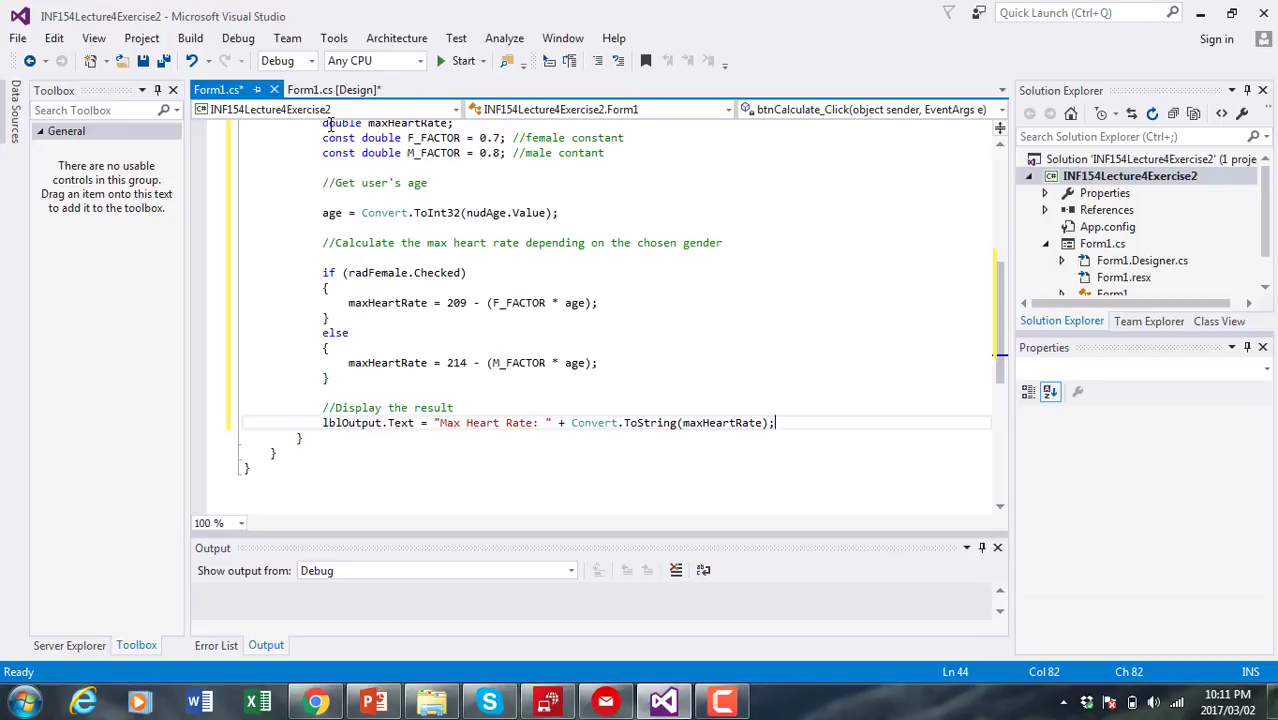 INF154Lecture4Exercise2 - Microsoft Visual Studio
Quick Launch (Ctrl+Q)
File Edit View Project Build Debug Team Tools Architecture Test Analyze Window Help
Sign in
Debug Any CPU Start
Data Sources
Toolbox
Search Toolbox
General
There are no usable
controls in this group.
Drag an item onto this text
to add it to the toolbox.
Form1.cs* Form1.cs [Design]*
INF154Lecture4Exercise2 INF154Lecture4Exercise2.Form1 btnCalculate_Click(object sender, EventArgs e)
double maxHeartRate;
const double F_FACTOR = 0.7; //female constant
const double M_FACTOR = 0.8; //male contant
//Get user's age
age = Convert.ToInt32(nudAge.Value);
//Calculate the max heart rate depending on the chosen gender
if (radFemale.Checked)
{
maxHeartRate = 209 - (F_FACTOR * age);
}
else
{
maxHeartRate = 214 - (M_FACTOR * age);
}
//Display the result
lblOutput.Text = "Max Heart Rate: " + Convert.ToString(maxHeartRate);
}
}
}
100 %
Output
Show output from: Debug
Error List Output
Server Explorer Toolbox
Solution Explorer
Search Solution Explorer (Ctrl+;)
Solution 'INF154Lecture4Exercise2' (1 proje
INF154Lecture4Exercise2
Properties
References
App.config
Form1.cs
Form1.Designer.cs
Form1.resx
Form1
Solution Explorer Team Explorer Class View
Properties
Ready Ln 44 Col 82 Ch 82 INS
10:11 PM
2017/03/02